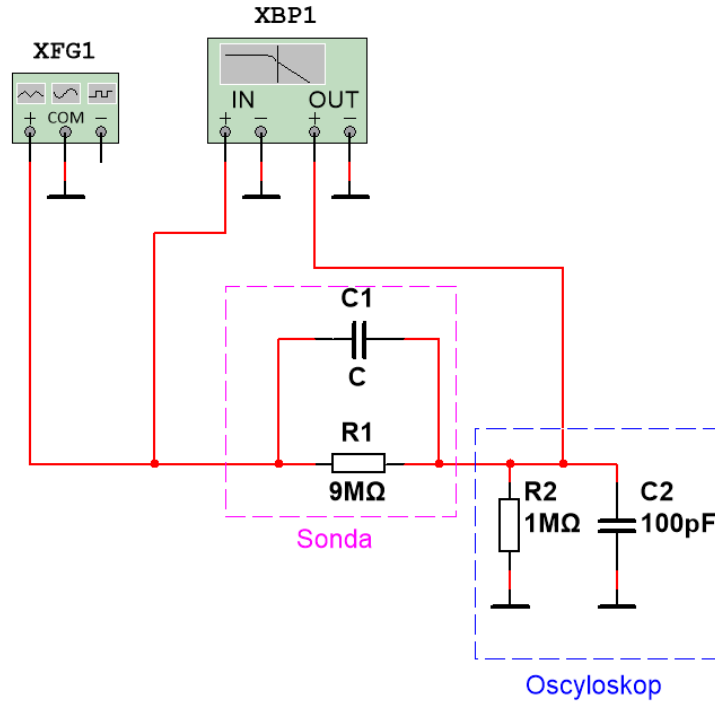 XBP1
XFG1
IN OUT
+ − + −
COM
+ −
C1
C
R1
9MΩ
Sonda
R2
1MΩ
C2
100pF
Oscyloskop